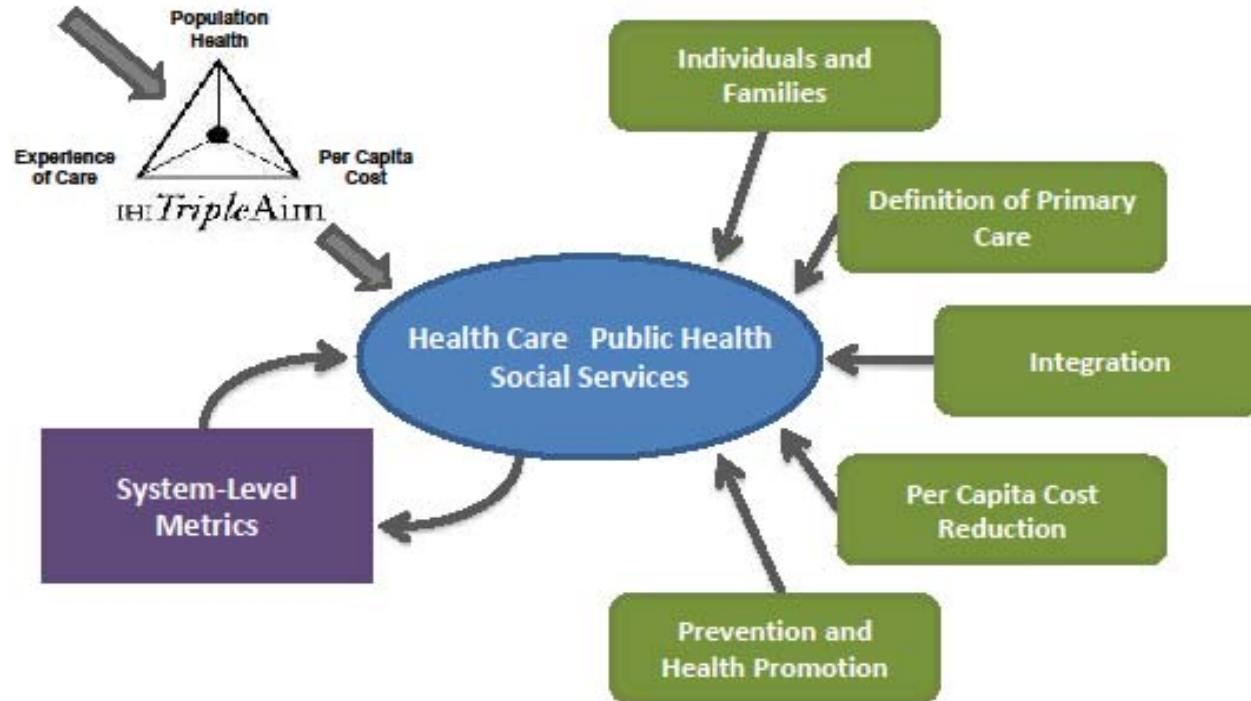 Population
Health
Experience
of Care
Per Capita
Cost
IHI TripleAim
Individuals and
Families
Definition of Primary
Care
Health Care Public Health
Social Services
Integration
System-Level
Metrics
Per Capita Cost
Reduction
Prevention and
Health Promotion